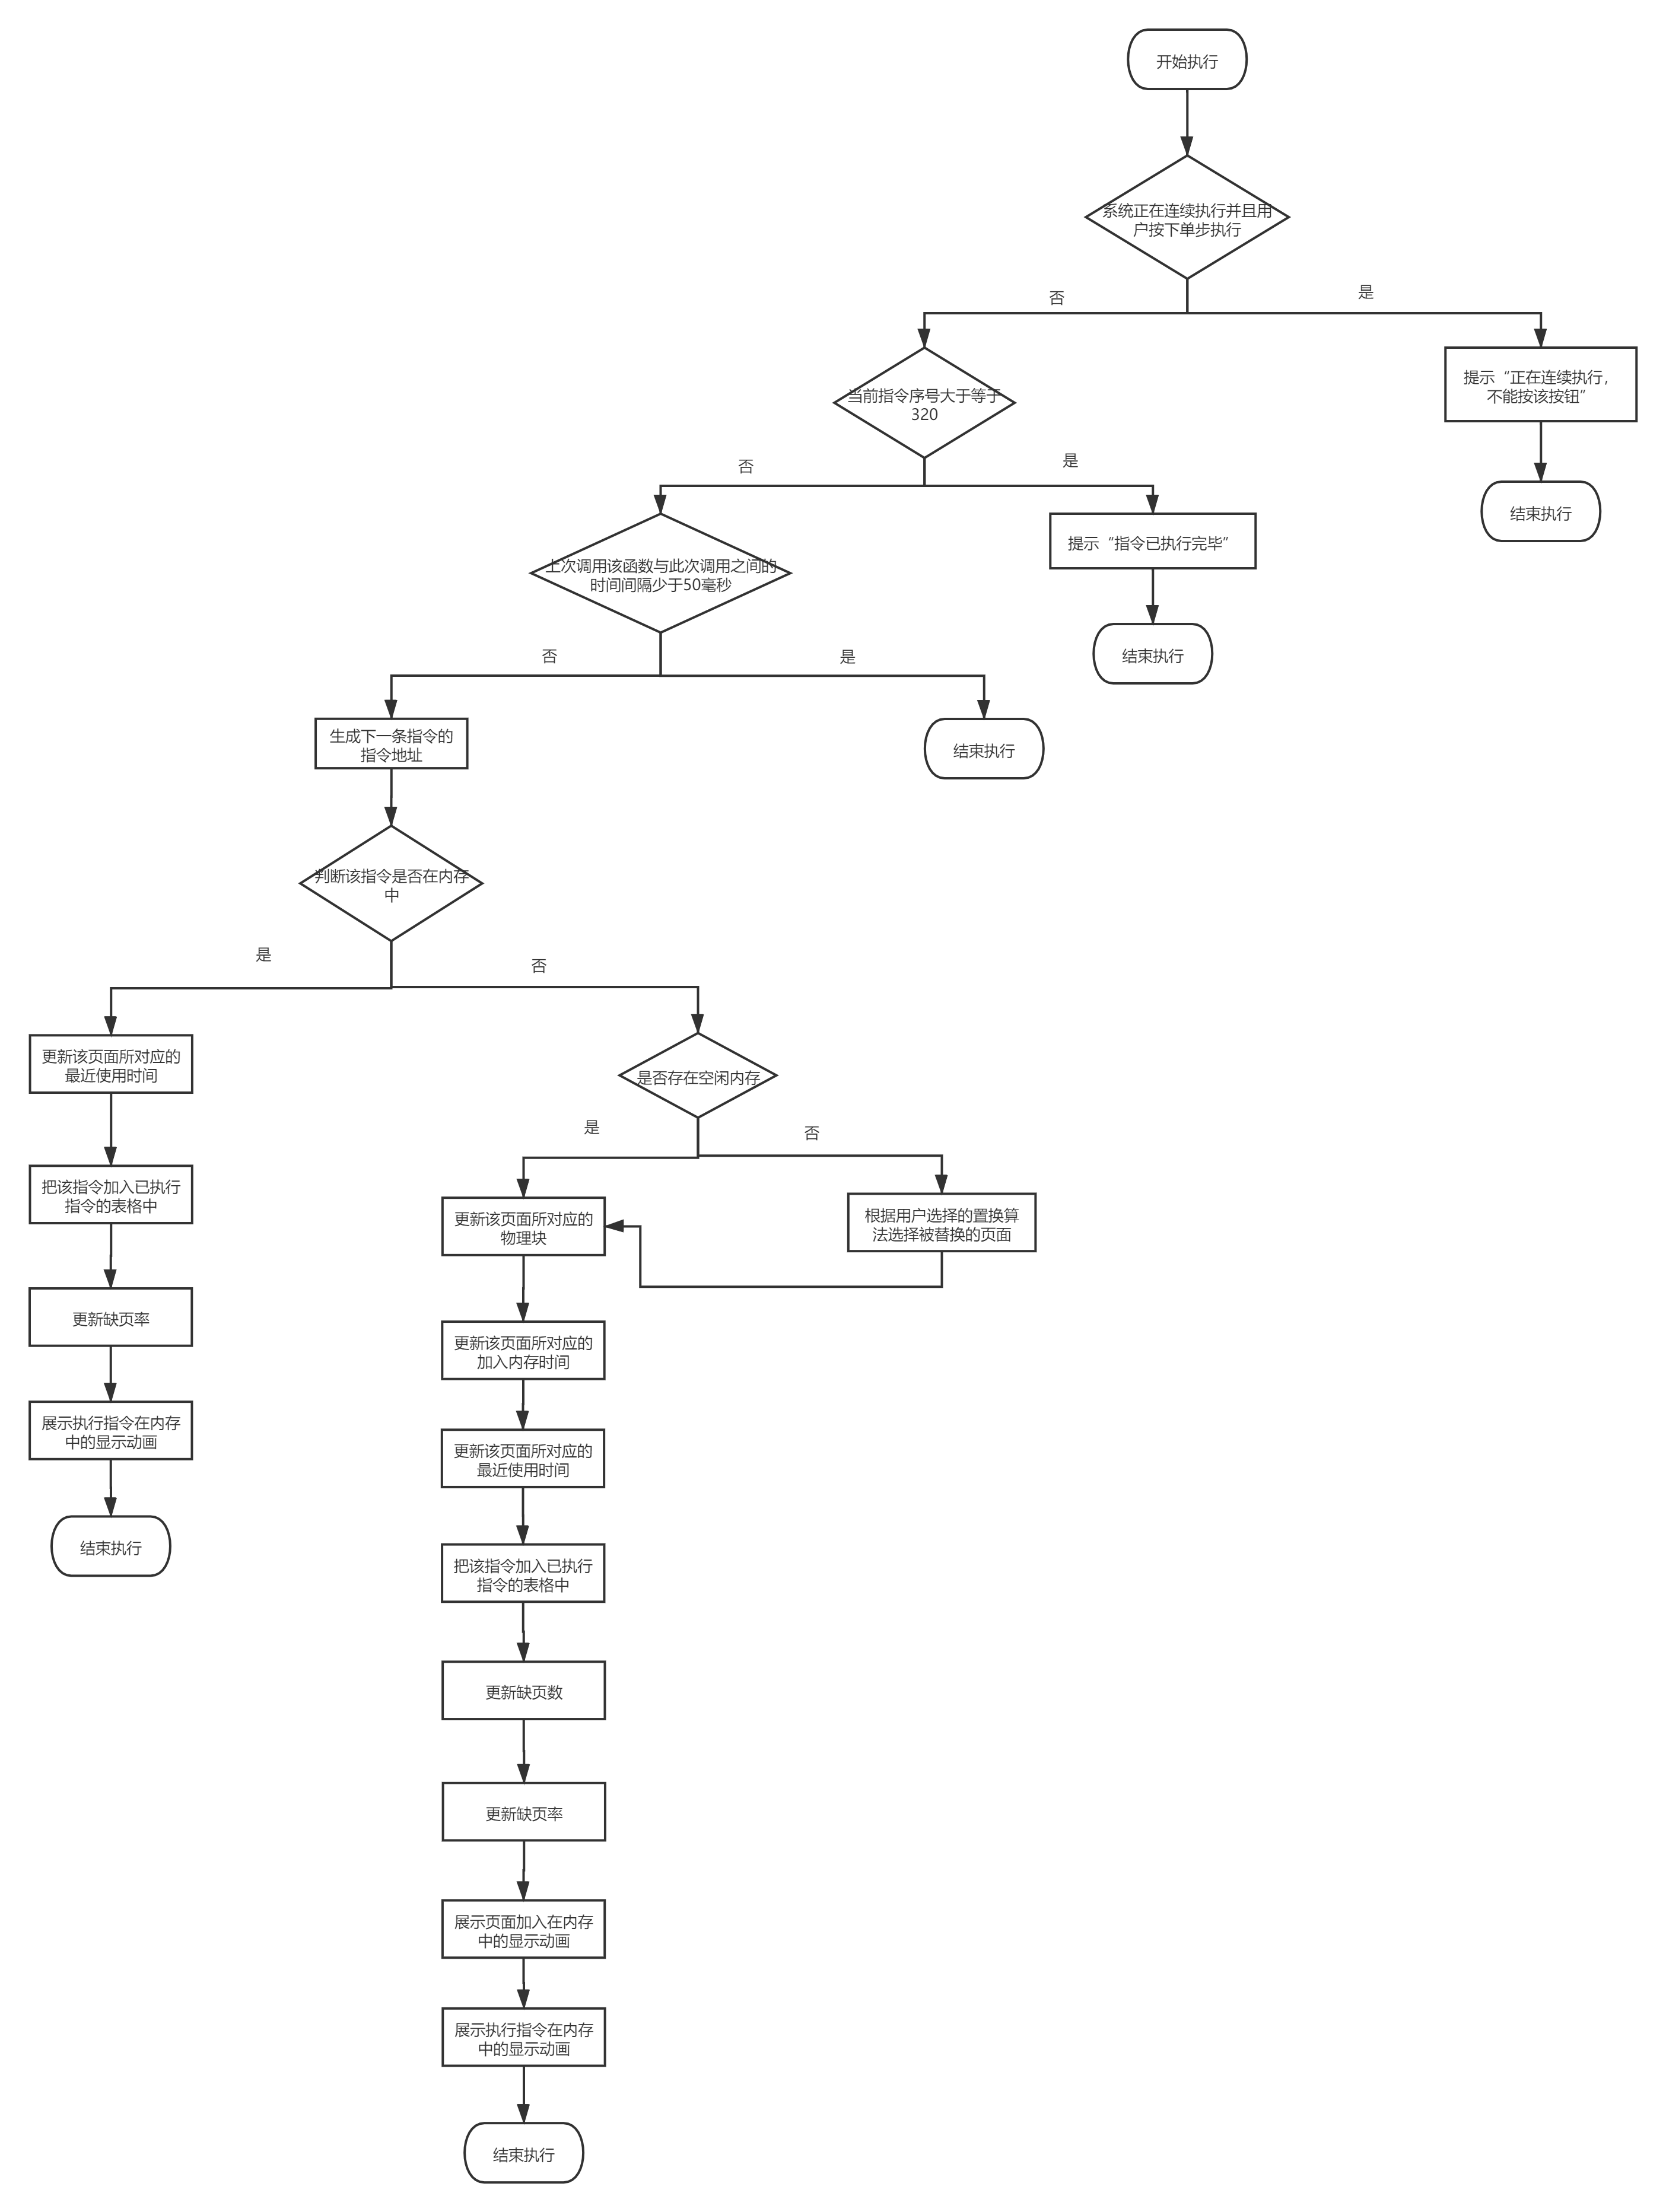 开始执行
系统正在连续执行并且用
户按下单步执行
否
是
当前指令序号大于等于
320
提示“正在连续执行，
不能按该按钮”
结束执行
否
是
上次调用该函数与此次调用之间的
时间间隔少于50毫秒
提示“指令已执行完毕”
结束执行
否
是
生成下一条指令的
指令地址
结束执行
判断该指令是否在内存
中
是
否
更新该页面所对应的
最近使用时间
是否存在空闲内存
是
否
把该指令加入已执行
指令的表格中
更新该页面所对应的
物理块
根据用户选择的置换算
法选择被替换的页面
更新缺页率
更新该页面所对应的
加入内存时间
展示执行指令在内存
中的显示动画
更新该页面所对应的
最近使用时间
结束执行
把该指令加入已执行
指令的表格中
更新缺页数
更新缺页率
展示页面加入在内存
中的显示动画
展示执行指令在内存
中的显示动画
结束执行